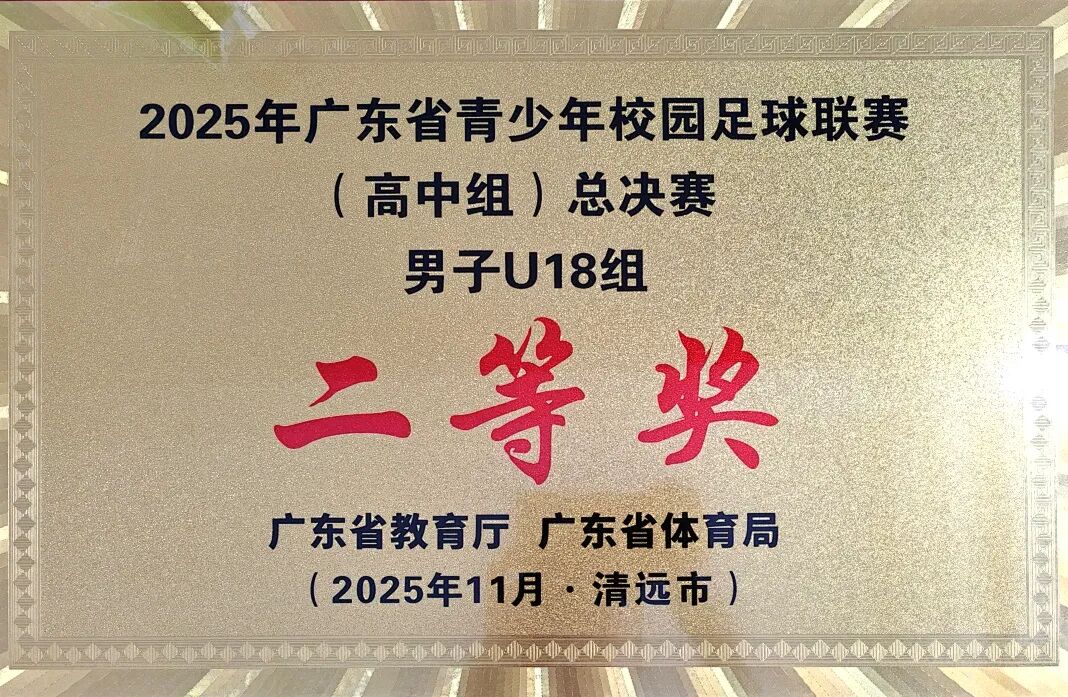 2025年广东省青少年校园足球联赛
（高中组）总决赛
男子U18组
二等奖
广东省教育厅 广东省体育局
（2025年11月·清远市）